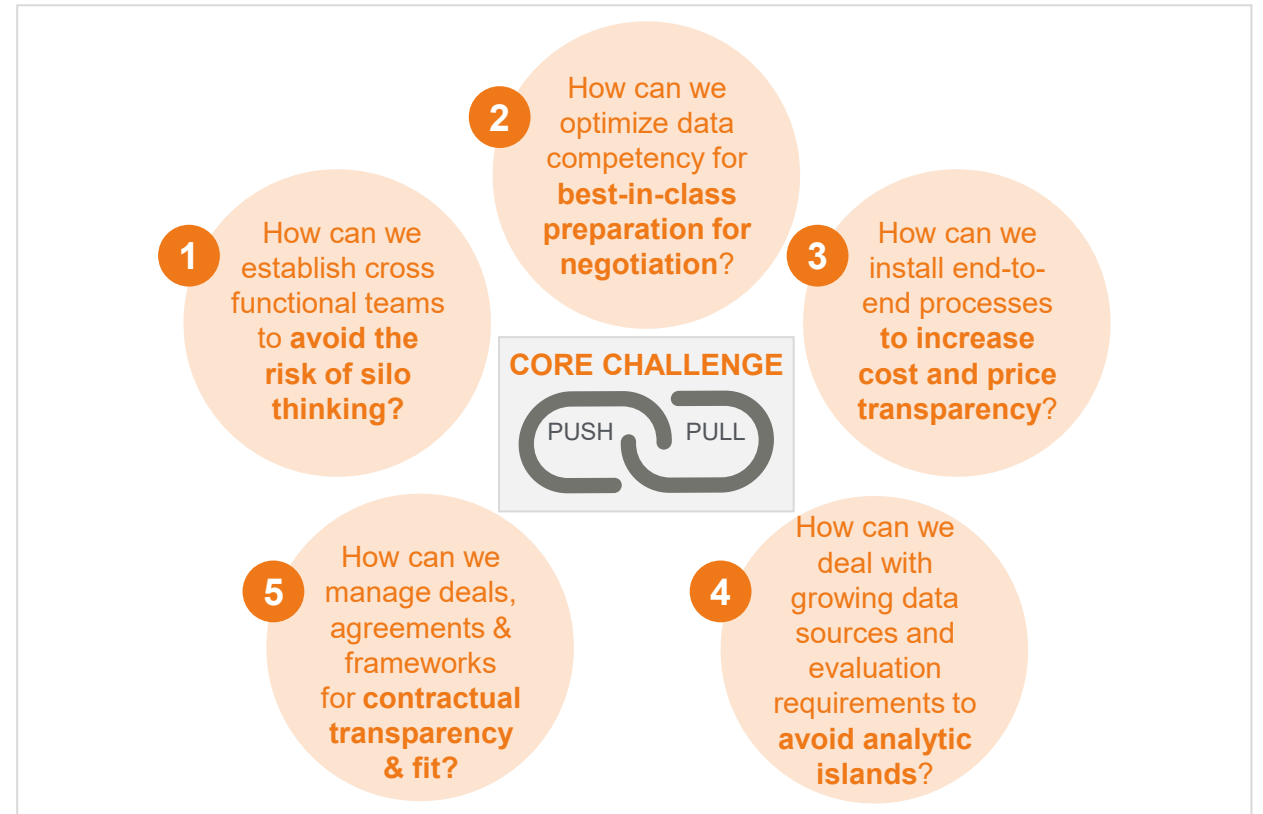 1
How can we
establish cross
functional teams
to avoid the
risk of silo
thinking?
2
How can we
optimize data
competency for
best-in-class
preparation for
negotiation?
3
How can we
install end-to-
end processes
to increase
cost and price
transparency?
CORE CHALLENGE
PUSH
PULL
4
How can we
deal with
growing data
sources and
evaluation
requirements to
avoid analytic
islands?
5
How can we
manage deals,
agreements &
frameworks
for contractual
transparency
& fit?